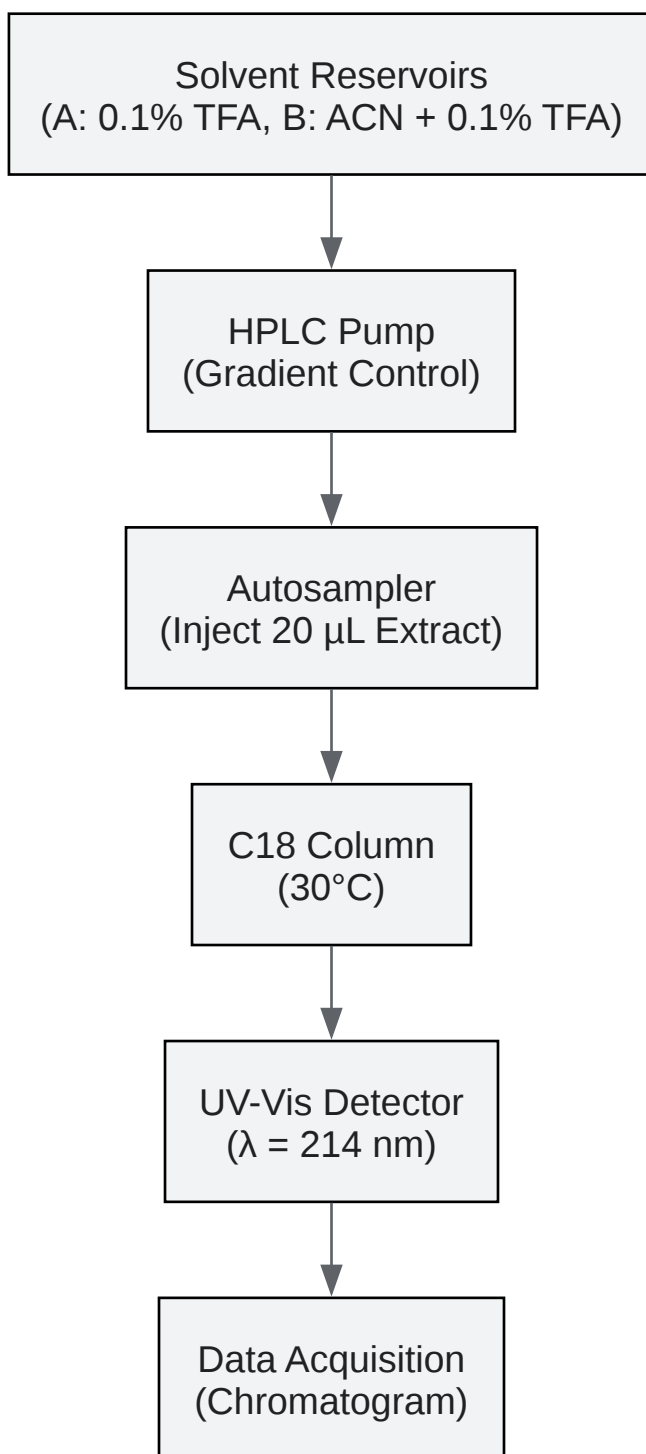 Solvent Reservoirs
(A: 0.1% TFA, B: ACN + 0.1% TFA)
HPLC Pump
(Gradient Control)
Autosampler
(Inject 20 µL Extract)
C18 Column
(30°C)
UV-Vis Detector
(λ = 214 nm)
Data Acquisition
(Chromatogram)